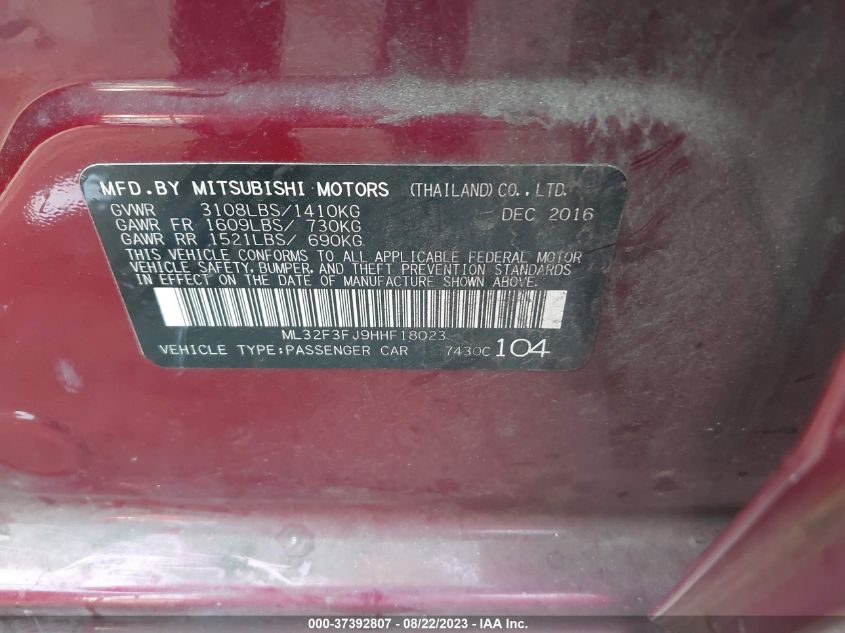 MFD.BY MITSUBISHI MOTORS (THAILAND)CO.,LTD.
GVWR 3108LBS/1410KG DEC 2016
GAWR FR 1609LBS/ 730KG
GAWR RR 1521LBS/ 690KG
THIS VEHICLE CONFORMS TO ALL APPLICABLE FEDERAL MOTOR
VEHICLE SAFETY, BUMPER, AND THEFT PREVENTION STANDARDS
IN EFFECT ON THE DATE OF MANUFACTURE SHOWN ABOVE.
ML32F3FJ9HHF18023
VEHICLE TYPE:PASSENGER CAR 7430C 104
000-37392807 - 08/22/2023 - IAA Inc.